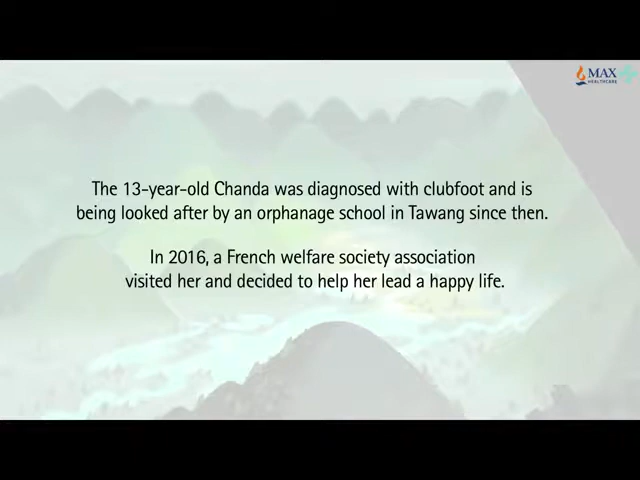 MAX
HEALTHCARE
The 13-year-old Chanda was diagnosed with clubfoot and is
being looked after by an orphanage school in Tawang since then.
In 2016, a French welfare society association
visited her and decided to help her lead a happy life.